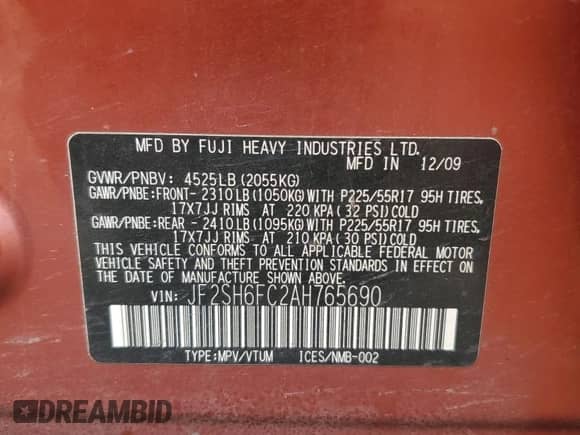 MFD BY FUJI HEAVY INDUSTRIES LTD.
MFD IN 12/09
GVWR/PNBV: 4525LB(2055KG)
GAWR/PNBE:FRONT-2310LB(1050KG)WITH P225/55R17 95H TIRES,
17X7JJ RIMS AT 220 KPA(32 PSI)COLD
GAWR/PNBE:REAR -2410LB(1095KG)WITH P225/55R17 95H TIRES,
17X7JJ RIMS AT 210 KPA(30 PSI)COLD
THIS VEHICLE CONFORMS TO ALL APPLICABLE FEDERAL MOTOR
VEHICLE SAFETY AND THEFT PREVENTION STANDARDS IN EFFECT
ON THE DATE OF MANUFACTURE SHOWN ABOVE.
VIN: JF2SH6FC2AH765690
TYPE:MPV/VTUM ICES/NMB-002
DREAMBID
DREAMBID